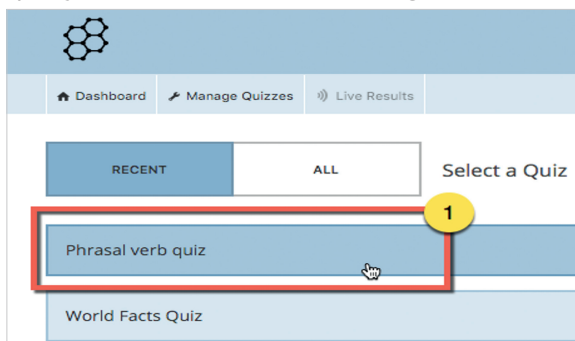 Dashboard Manage Quizzes Live Results
RECENT ALL Select a Quiz
1
Phrasal verb quiz
World Facts Quiz